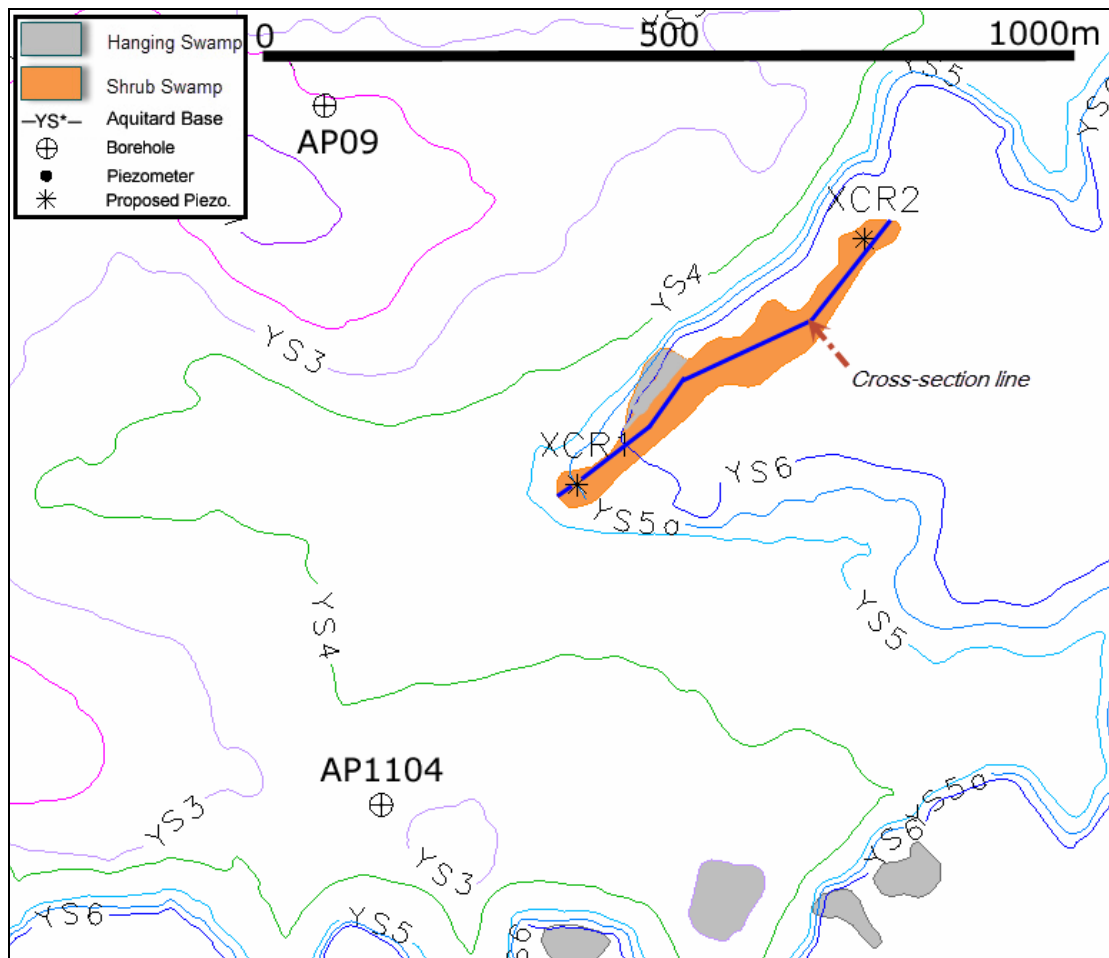 Hanging Swamp
Shrub Swamp
—YS*— Aquitard Base
Borehole
Piezometer
Proposed Piezo.
0 500 1000m
YS5
AP09
XCR2
YS4
YS3
Cross-section line
XCR1
YS6
YS5a
YS5
YS4
AP1104
YS3
YS3
YS5a
YS6
YS6
YS5